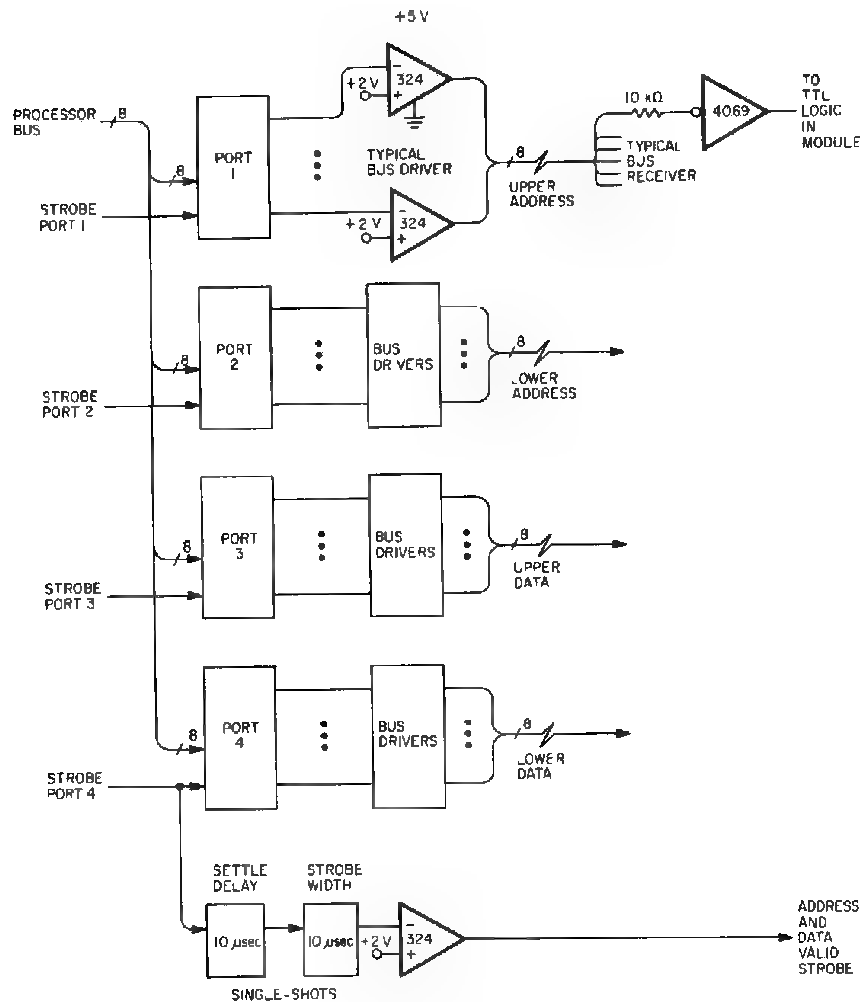 +5 V
PROCESSOR
BUS
8
8
PORT
1
STROBE
PORT 1
+2 V
-
+
324
TYPICAL
BUS DRIVER
+2 V
-
+
324
8
UPPER
ADDRESS
10 kΩ
4069
TYPICAL
BUS
RECEIVER
TO
TTL
LOGIC
IN
MODULE
8
PORT
2
STROBE
PORT 2
BUS
DRIVERS
8
LOWER
ADDRESS
8
PORT
3
STROBE
PORT 3
BUS
DRIVERS
8
UPPER
DATA
8
PORT
4
STROBE
PORT 4
BUS
DRIVERS
8
LOWER
DATA
SETTLE
DELAY
10 µsec
STROBE
WIDTH
10 µsec
SINGLE-SHOTS
+2 V
-
+
324
ADDRESS
AND
DATA
VALID
STROBE